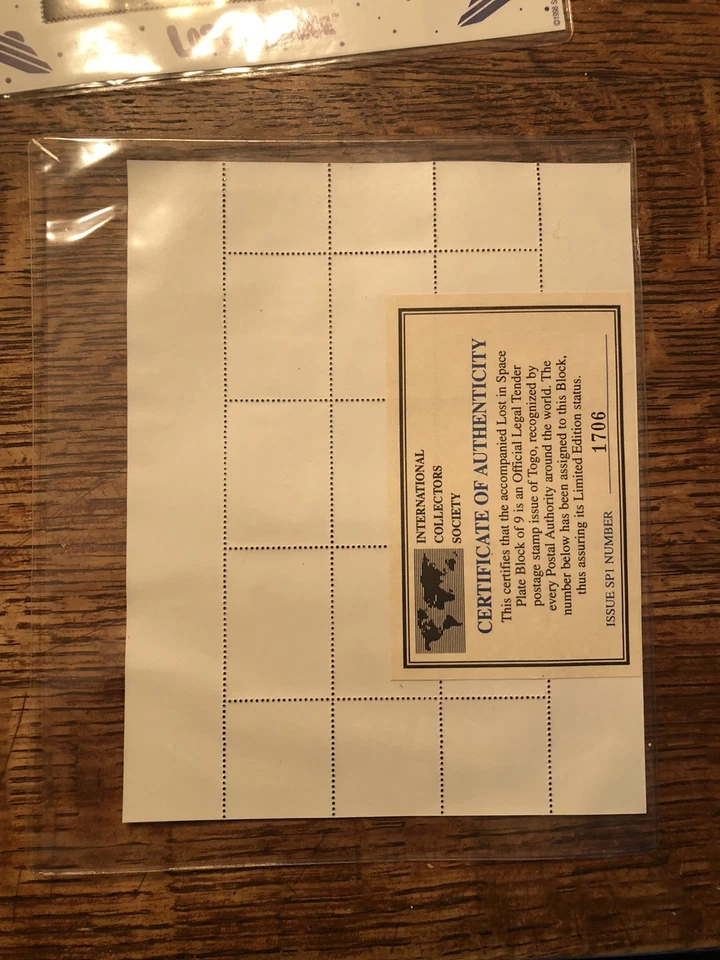 INTERNATIONAL
COLLECTORS
SOCIETY
CERTIFICATE OF AUTHENTICITY
This certifies that the accompanied Lost in Space
Plate Block of 9 is an Official Legal Tender
postage stamp issue of Togo, recognized by
every Postal Authority around the world. The
number below has been assigned to this Block,
thus assuring its Limited Edition status.
ISSUE SP1 NUMBER 1706
©1998